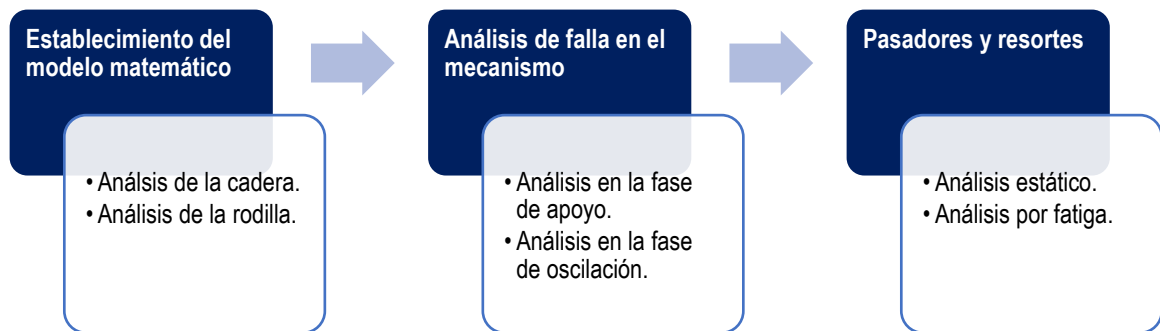 Establecimiento del
modelo matemático
• Análsis de la cadera.
• Análisis de la rodilla.
Análisis de falla en el
mecanismo
• Análisis en la fase
de apoyo.
• Análisis en la fase
de oscilación.
Pasadores y resortes
• Análisis estático.
• Análisis por fatiga.